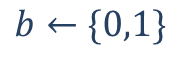 b ← {0,1}